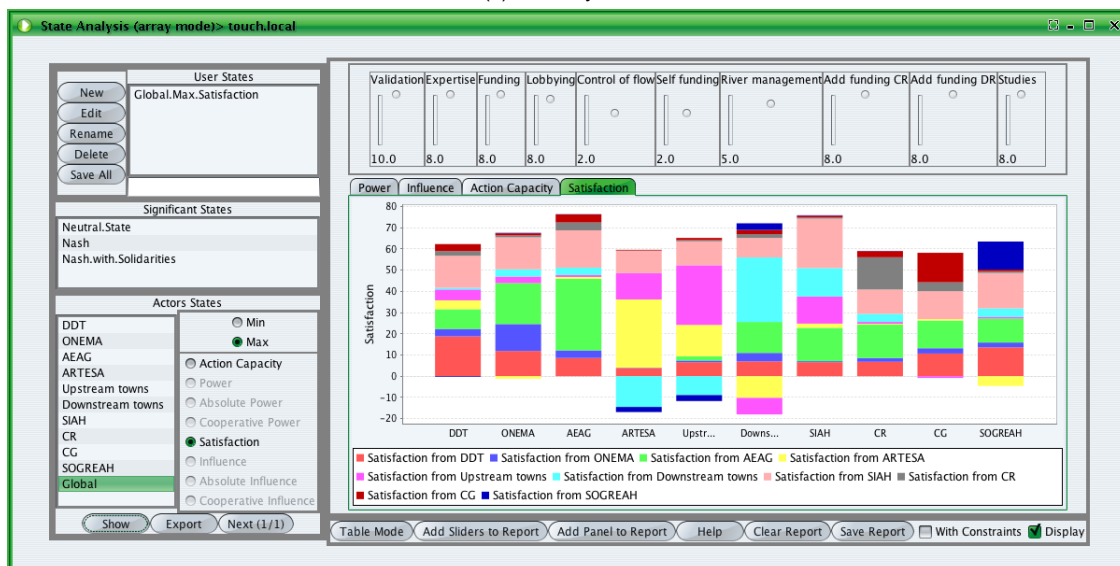 State Analysis (array mode)> touch.local
User States
New
Edit
Rename
Delete
Save All
Global.Max.Satisfaction
Significant States
Neutral.State
Nash
Nash.with.Solidarities
Actors States
DDT
ONEMA
AEAG
ARTESA
Upstream towns
Downstream towns
SIAH
CR
CG
SOGREAH
Global
Min
Max
Action Capacity
Power
Absolute Power
Cooperative Power
Satisfaction
Influence
Absolute Influence
Cooperative Influence
Show Export Next (1/1)
Validation Expertise Funding Lobbying Control of flow Self funding River management Add funding CR Add funding DR Studies
10.0 8.0 8.0 8.0 2.0 2.0 5.0 8.0 8.0 8.0
Power Influence Action Capacity Satisfaction
Satisfaction
80
70
60
50
40
30
20
10
0
-10
-20
DDT ONEMA AEAG ARTESA Upstr... Downs... SIAH CR CG SOGREAH
Satisfaction from DDT Satisfaction from ONEMA Satisfaction from AEAG Satisfaction from ARTESA
Satisfaction from Upstream towns Satisfaction from Downstream towns Satisfaction from SIAH Satisfaction from CR
Satisfaction from CG Satisfaction from SOGREAH
Table Mode Add Sliders to Report Add Panel to Report Help Clear Report Save Report With Constraints Display